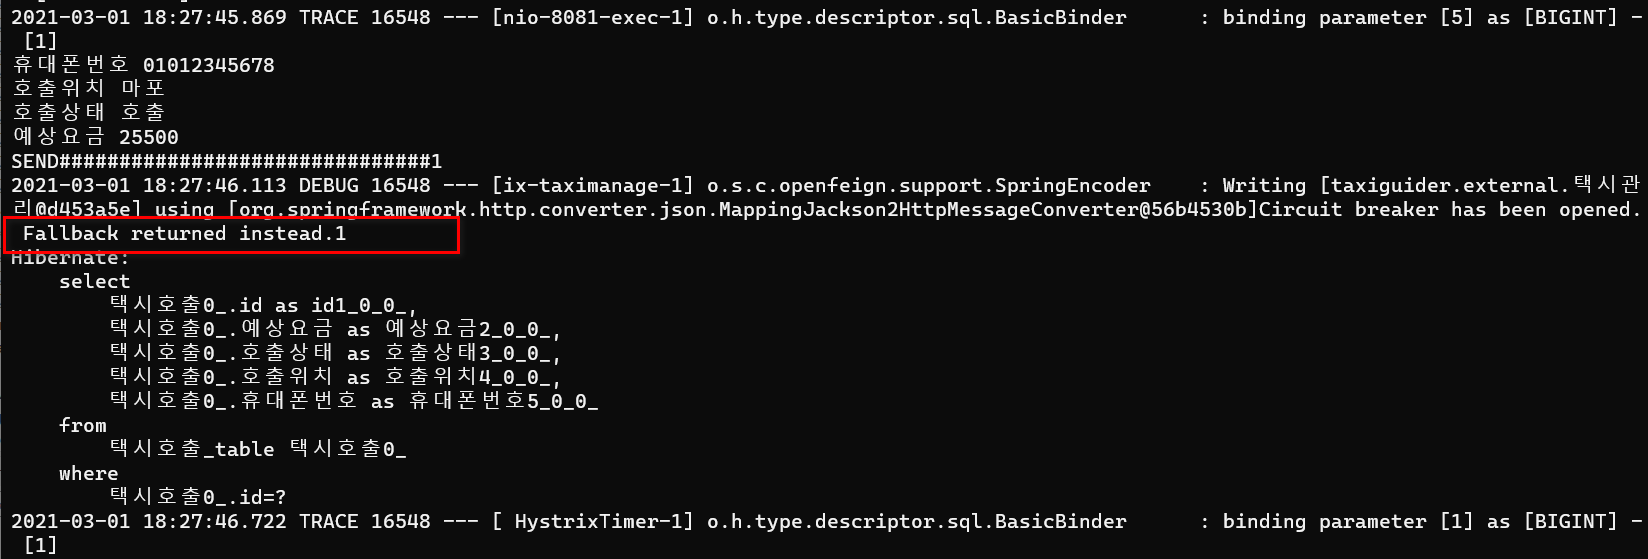 2021-03-01 18:27:45.869 TRACE 16548 --- [nio-8081-exec-1] o.h.type.descriptor.sql.BasicBinder      : binding parameter [5] as [BIGINT] -
 [1]
휴대폰번호 01012345678
호출위치 마포
호출상태 호출
예상요금 25500
SEND###############################1
2021-03-01 18:27:46.113 DEBUG 16548 --- [ix-taximanage-1] o.s.c.openfeign.support.SpringEncoder    : Writing [taxiguider.external.택시관
리@d453a5e] using [org.springframework.http.converter.json.MappingJackson2HttpMessageConverter@56b4530b]Circuit breaker has been opened.
 Fallback returned instead.1
Hibernate:
    select
        택시호출0_.id as id1_0_0_,
        택시호출0_.예상요금 as 예상요금2_0_0_,
        택시호출0_.호출상태 as 호출상태3_0_0_,
        택시호출0_.호출위치 as 호출위치4_0_0_,
        택시호출0_.휴대폰번호 as 휴대폰번호5_0_0_
    from
        택시호출_table 택시호출0_
    where
        택시호출0_.id=?
2021-03-01 18:27:46.722 TRACE 16548 --- [ HystrixTimer-1] o.h.type.descriptor.sql.BasicBinder      : binding parameter [1] as [BIGINT] -
 [1]